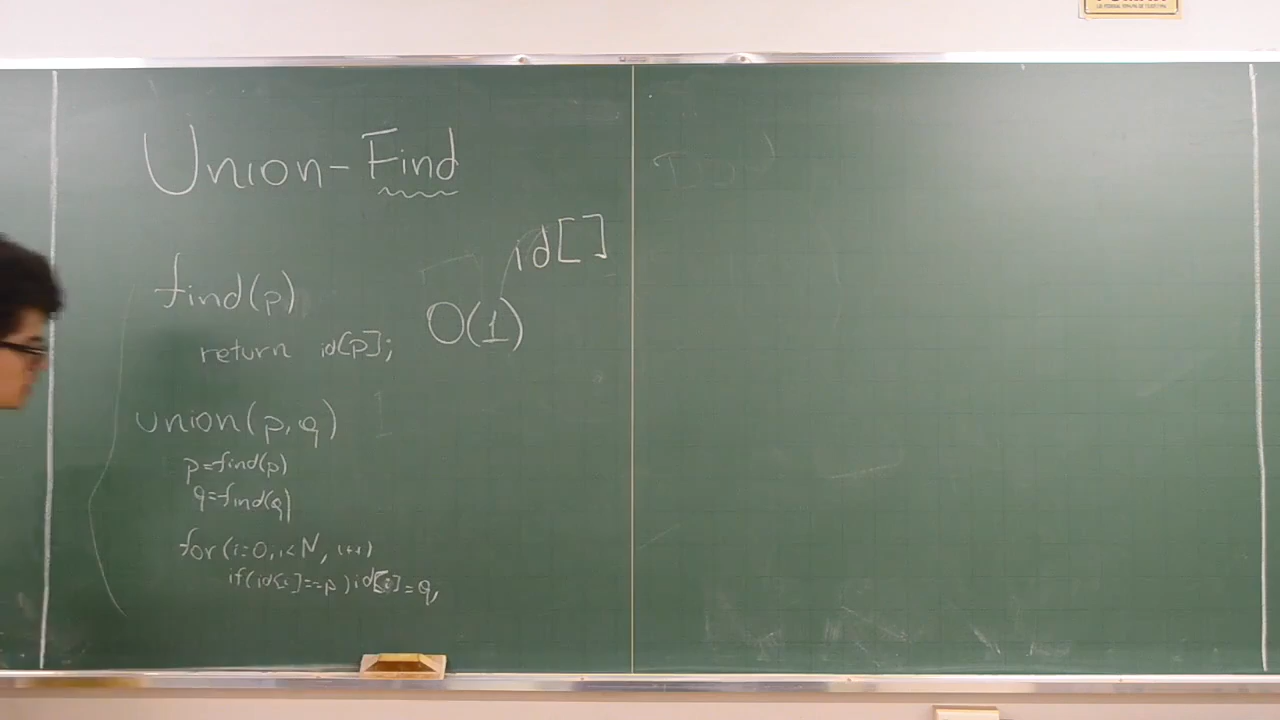 Union-Find
id[]
find(p)
O(1)
return id[p];
union(p,q)
p=find(p)
q=find(q)
for(i=0,i<N, i++)
if(id[i]==p) id[i]=q,